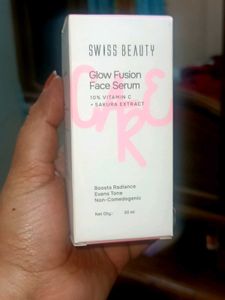 SWISS BEAUTY
Glow Fusion
Face Serum
10% VITAMIN C
+ SAKURA EXTRACT
CARE
Boosts Radiance
Evens Tone
Non-Comedogenic
Net Qty.: 30 ml